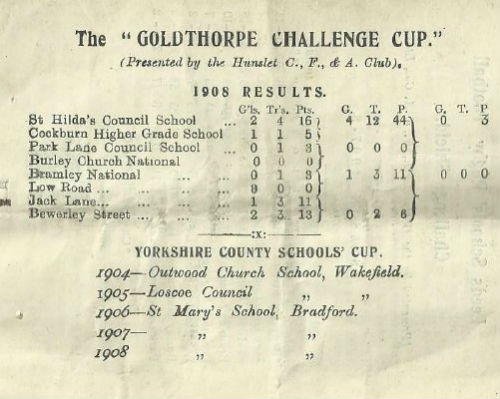 The "GOLDTHORPE CHALLENGE CUP."
(Presented by the Hunslet C., F., & A. Club).
1908 RESULTS.
G'ls. Tr's. Pts. G. T. P. G. T. P
St Hilda's Council School ... 2 4 16 4 12 44 0 3
Cockburn Higher Grade School 1 1 5
Park Lane Council School ... 0 1 3 0 0 0
Burley Church National 0 0 0
Bramley National ... 0 1 3 1 3 11 0 0 0
Low Road ... ... ... ... 0 0
Jack Lane... ... ... ... 1 3 11
Bewerley Street ... ... ... 2 3 13 0 2 6
:x:
YORKSHIRE COUNTY SCHOOLS' CUP.
1904—Outwood Church School, Wakefield.
1905—Loscoe Council „ „
1906—St Mary's School, Bradford.
1907— „ „
1908 „ „